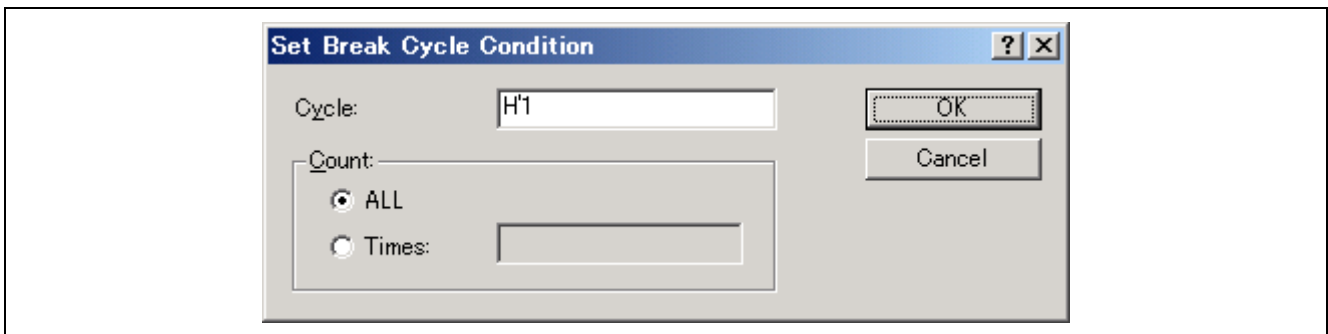 Set Break Cycle Condition
Cycle: H'1 OK
Count: Cancel
ALL
Times: